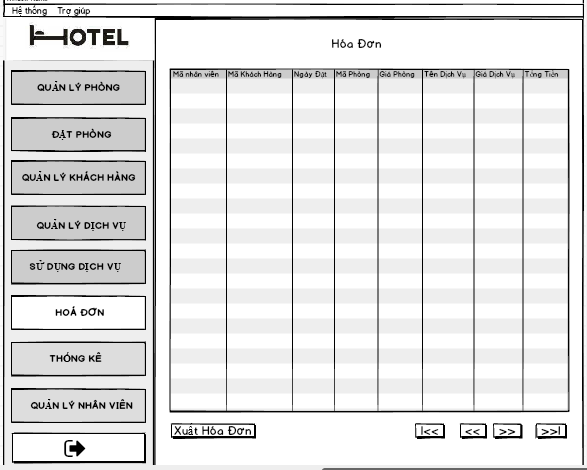 Hệ thống Trợ giúp
HOTEL
Hóa Đơn
QUẢN LÝ PHÒNG
ĐẶT PHÒNG
QUẢN LÝ KHÁCH HÀNG
QUẢN LÝ DỊCH VỤ
SỬ DỤNG DỊCH VỤ
HOÁ ĐƠN
THỐNG KÊ
QUẢN LÝ NHÂN VIÊN
Mã nhân viên Mã Khách Hàng Ngày Đặt Mã Phòng Giá Phòng Tên Dịch Vụ Giá Dịch Vụ Tổng Tiền
Xuất Hóa Đơn |<< << >> >>|